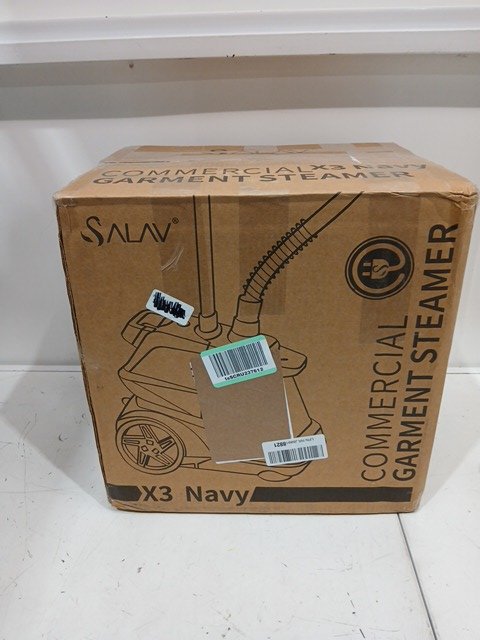 COMMERCIAL X3 Navy
GARMENT STEAMER
SALAV®
COMMERCIAL
GARMENT STEAMER
X3 Navy